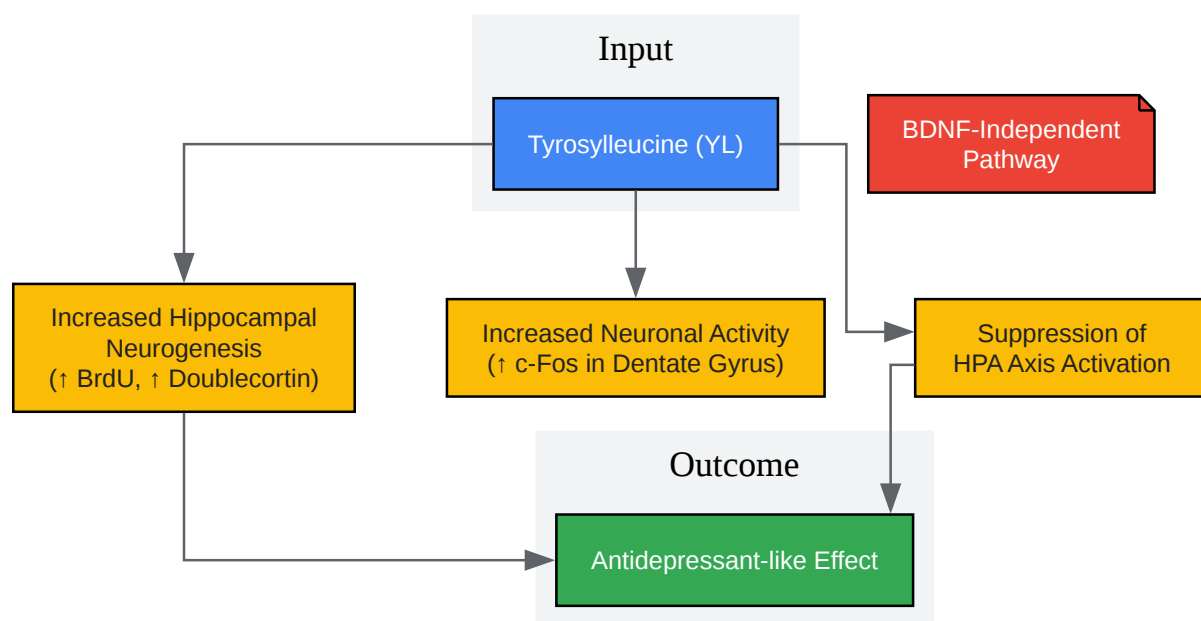 Input
Tyrosylleucine (YL)
BDNF-Independent
Pathway
Increased Hippocampal
Neurogenesis
(↑ BrdU, ↑ Doublecortin)
Increased Neuronal Activity
(↑ c-Fos in Dentate Gyrus)
Suppression of
HPA Axis Activation
Outcome
Antidepressant-like Effect